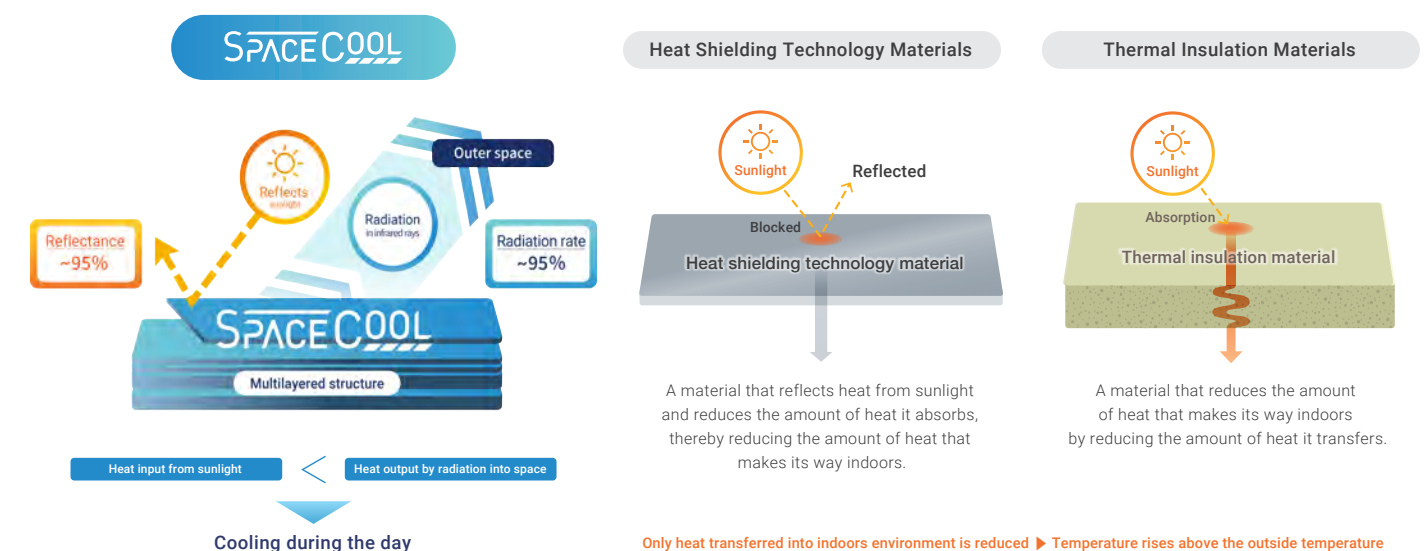 SPACECOOL
Outer space
Reflects
sunlight
Radiation
in infrared rays
Reflectance
~95%
Radiation rate
~95%
SPACECOOL
Multilayered structure
Heat input from sunlight
<
Heat output by radiation into space
Cooling during the day
Heat Shielding Technology Materials
Sunlight
Reflected
Blocked
Heat shielding technology material
A material that reflects heat from sunlight
and reduces the amount of heat it absorbs,
thereby reducing the amount of heat that
makes its way indoors.
Thermal Insulation Materials
Sunlight
Absorption
Thermal insulation material
A material that reduces the amount
of heat that makes its way indoors
by reducing the amount of heat it transfers.
Only heat transferred into indoors environment is reduced ▶ Temperature rises above the outside temperature